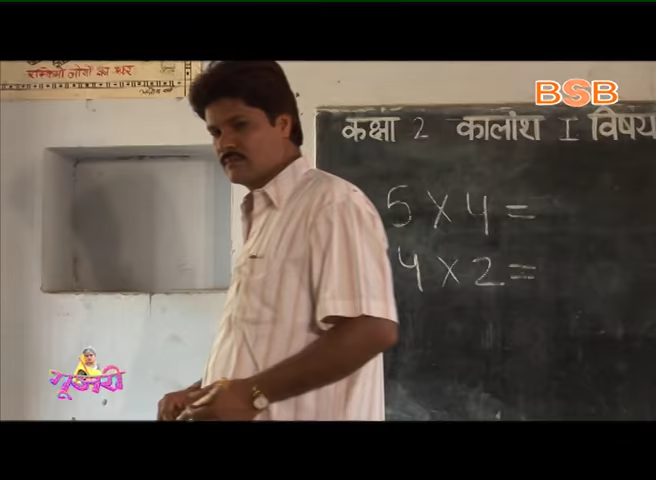 BSB
कक्षा 2 कालांश I विषय
5 X 4 =
4 X 2 =
गूजरी